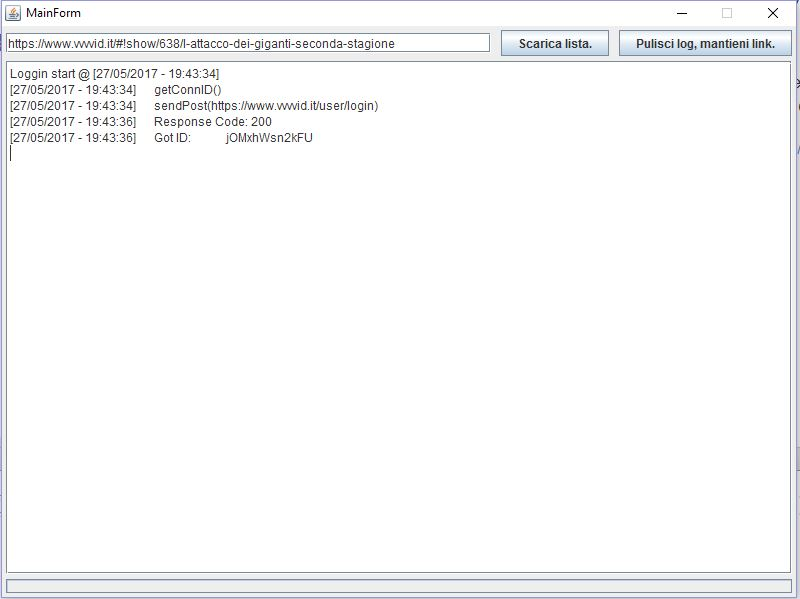 MainForm
https://www.vvvvid.it/#!show/638/l-attacco-dei-giganti-seconda-stagione
Scarica lista.
Pulisci log, mantieni link.
Loggin start @ [27/05/2017 - 19:43:34]
[27/05/2017 - 19:43:34] getConnID()
[27/05/2017 - 19:43:34] sendPost(https://www.vvvvid.it/user/login)
[27/05/2017 - 19:43:36] Response Code: 200
[27/05/2017 - 19:43:36] Got ID: jOMxhWsn2kFU